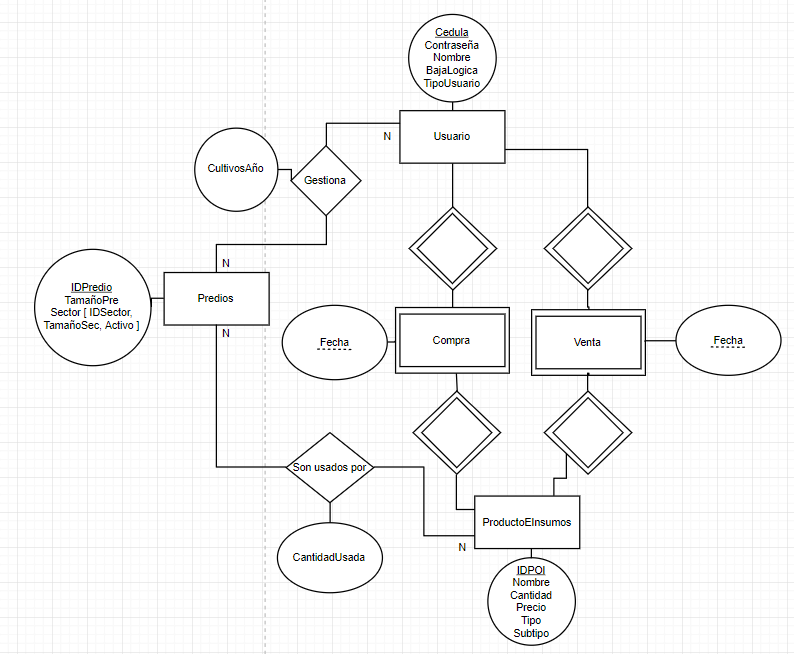 Cedula
Contraseña
Nombre
BajaLogica
TipoUsuario
N
Usuario
CultivosAño
Gestiona
N
IDPredio
TamañoPre
Sector [ IDSector,
TamañoSec, Activo ]
Predios
N
Fecha
Compra
Venta
Fecha
Son usados por
ProductoEInsumos
N
CantidadUsada
IDPOI
Nombre
Cantidad
Precio
Tipo
Subtipo